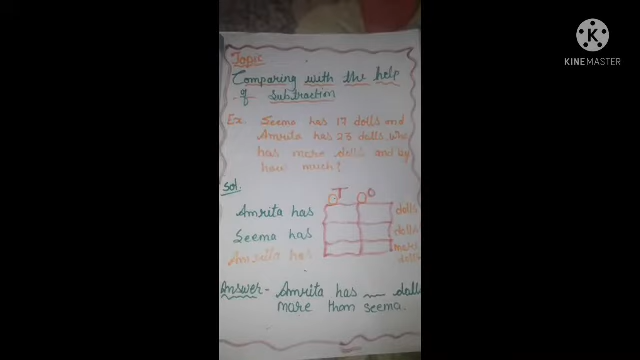 Topic
Comparing with the help
of subtraction
Ex. Seema has 17 dolls and
Amrita has 25 dolls. Who
has more dolls and by
how much?
Sol.
T O
Amrita has dolls
Seema has dolls
Amrita has more
dolls
Answer - Amrita has __ dolls
more than Seema.
K
KINEMASTER